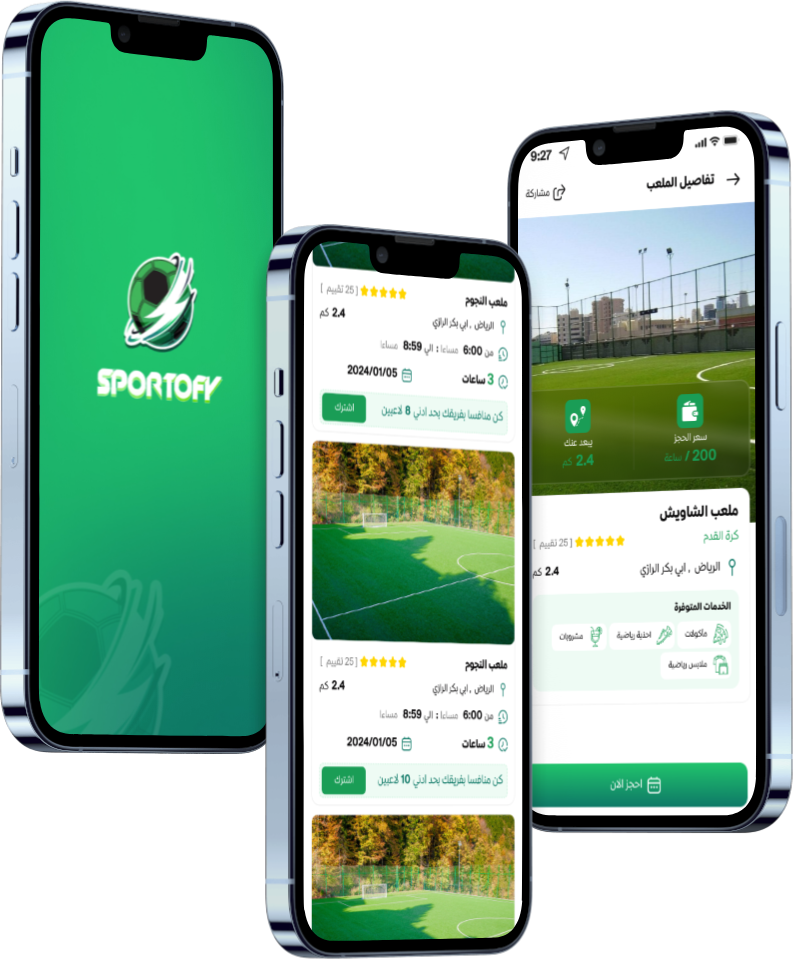 SPORTOFY
ملعب النجوم
[ 25 تقييم ]
الرياض , ابي بكر الرازي
2.4 كم
من 6:00 مساءا : الي 8:59 مساءا
3 ساعات
2024/01/05
كن منافسا بفريقك بحد ادني 8 لاعبين
اشترك
ملعب النجوم
[ 25 تقييم ]
الرياض , ابي بكر الرازي
2.4 كم
من 6:00 مساءا : الي 8:59 مساءا
3 ساعات
2024/01/05
كن منافسا بفريقك بحد ادني 10 لاعبين
اشترك
9:27
تفاصيل الملعب
مشاركة
سعر الحجز
200 / ساعة
يبعد عنك
2.4 كم
ملعب الشاويش
كرة القدم
[ 25 تقييم ]
الرياض , ابي بكر الرازي
2.4 كم
الخدمات المتوفرة
مأكولات
احذية رياضية
مشروبات
ملابس رياضية
احجز الان